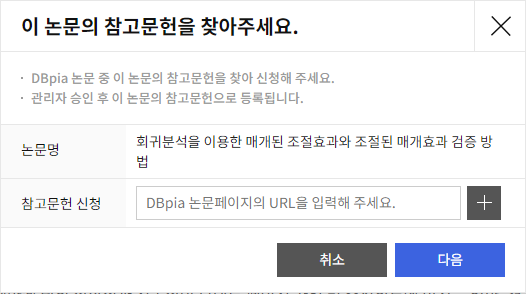 이 논문의 참고문헌을 찾아주세요.
· DBpia 논문 중 이 논문의 참고문헌을 찾아 신청해 주세요.
· 관리자 승인 후 이 논문의 참고문헌으로 등록됩니다.
논문명
회귀분석을 이용한 매개된 조절효과와 조절된 매개효과 검증 방
법
참고문헌 신청
DBpia 논문페이지의 URL을 입력해 주세요.
취소
다음